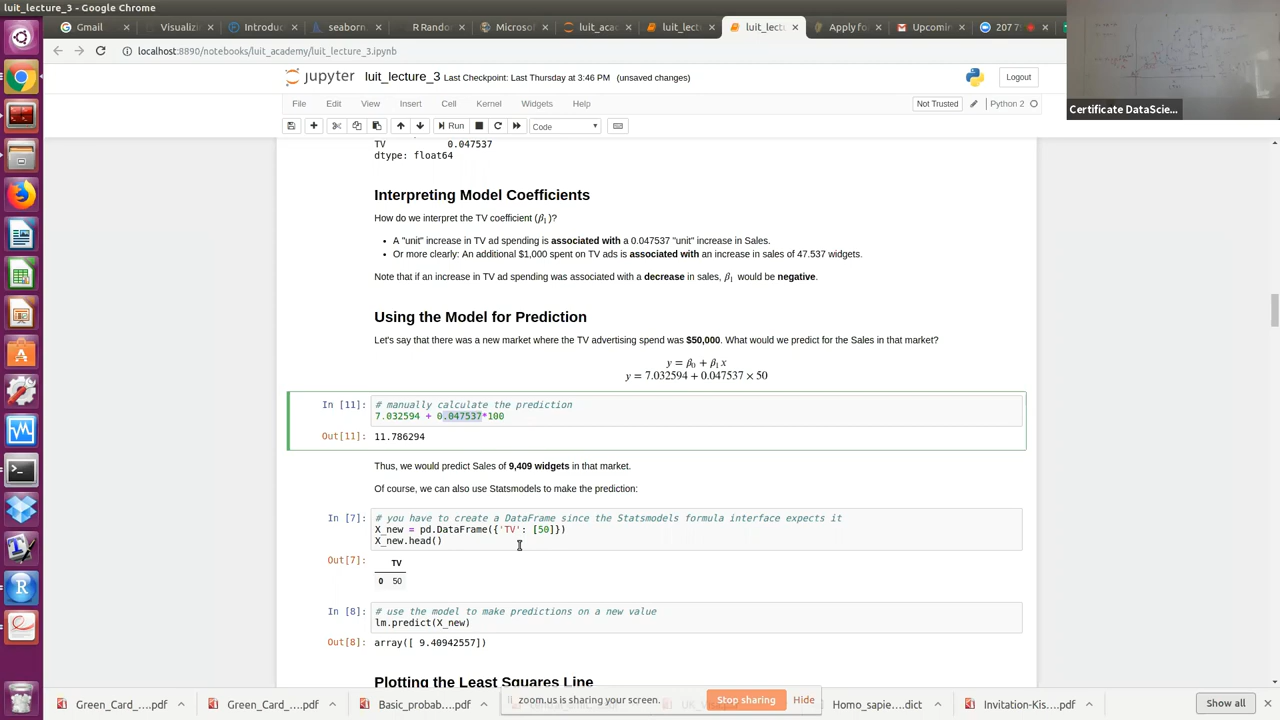 luit_lecture_3 - Google Chrome
Gmail
Visualizi
Introduc
seaborn.
R Randon
Microsof
luit_aca
luit_lec
luit_lect
Apply fo
Upcomin
207 7
localhost:8890/notebooks/luit_academy/luit_lecture_3.ipynb
Certificate DataScie...
jupyter luit_lecture_3 Last Checkpoint: Last Thursday at 3:46 PM (unsaved changes)
Logout
File Edit View Insert Cell Kernel Widgets Help
Not Trusted
Python 2
Run
Code
TV 0.047537
dtype: float64
Interpreting Model Coefficients
How do we interpret the TV coefficient (β₁)?
• A "unit" increase in TV ad spending is associated with a 0.047537 "unit" increase in Sales.
• Or more clearly: An additional $1,000 spent on TV ads is associated with an increase in sales of 47.537 widgets.
Note that if an increase in TV ad spending was associated with a decrease in sales, β₁ would be negative.
Using the Model for Prediction
Let's say that there was a new market where the TV advertising spend was $50,000. What would we predict for the Sales in that market?
y = β₀ + β₁x
y = 7.032594 + 0.047537 × 50
In [11]: # manually calculate the prediction
7.032594 + 0.047537*100
Out[11]: 11.786294
Thus, we would predict Sales of 9,409 widgets in that market.
Of course, we can also use Statsmodels to make the prediction:
In [7]: # you have to create a DataFrame since the Statsmodels formula interface expects it
X_new = pd.DataFrame({'TV': [50]})
X_new.head()
Out[7]:
TV
0 50
In [8]: # use the model to make predictions on a new value
lm.predict(X_new)
Out[8]: array([ 9.40942557])
Plotting the Least Squares Line
zoom.us is sharing your screen.
Stop sharing
Hide
Green_Card_....pdf
Green_Card_....pdf
Basic_probab....pdf
Homo_sapie....dict
Invitation-Kis....pdf
Show all